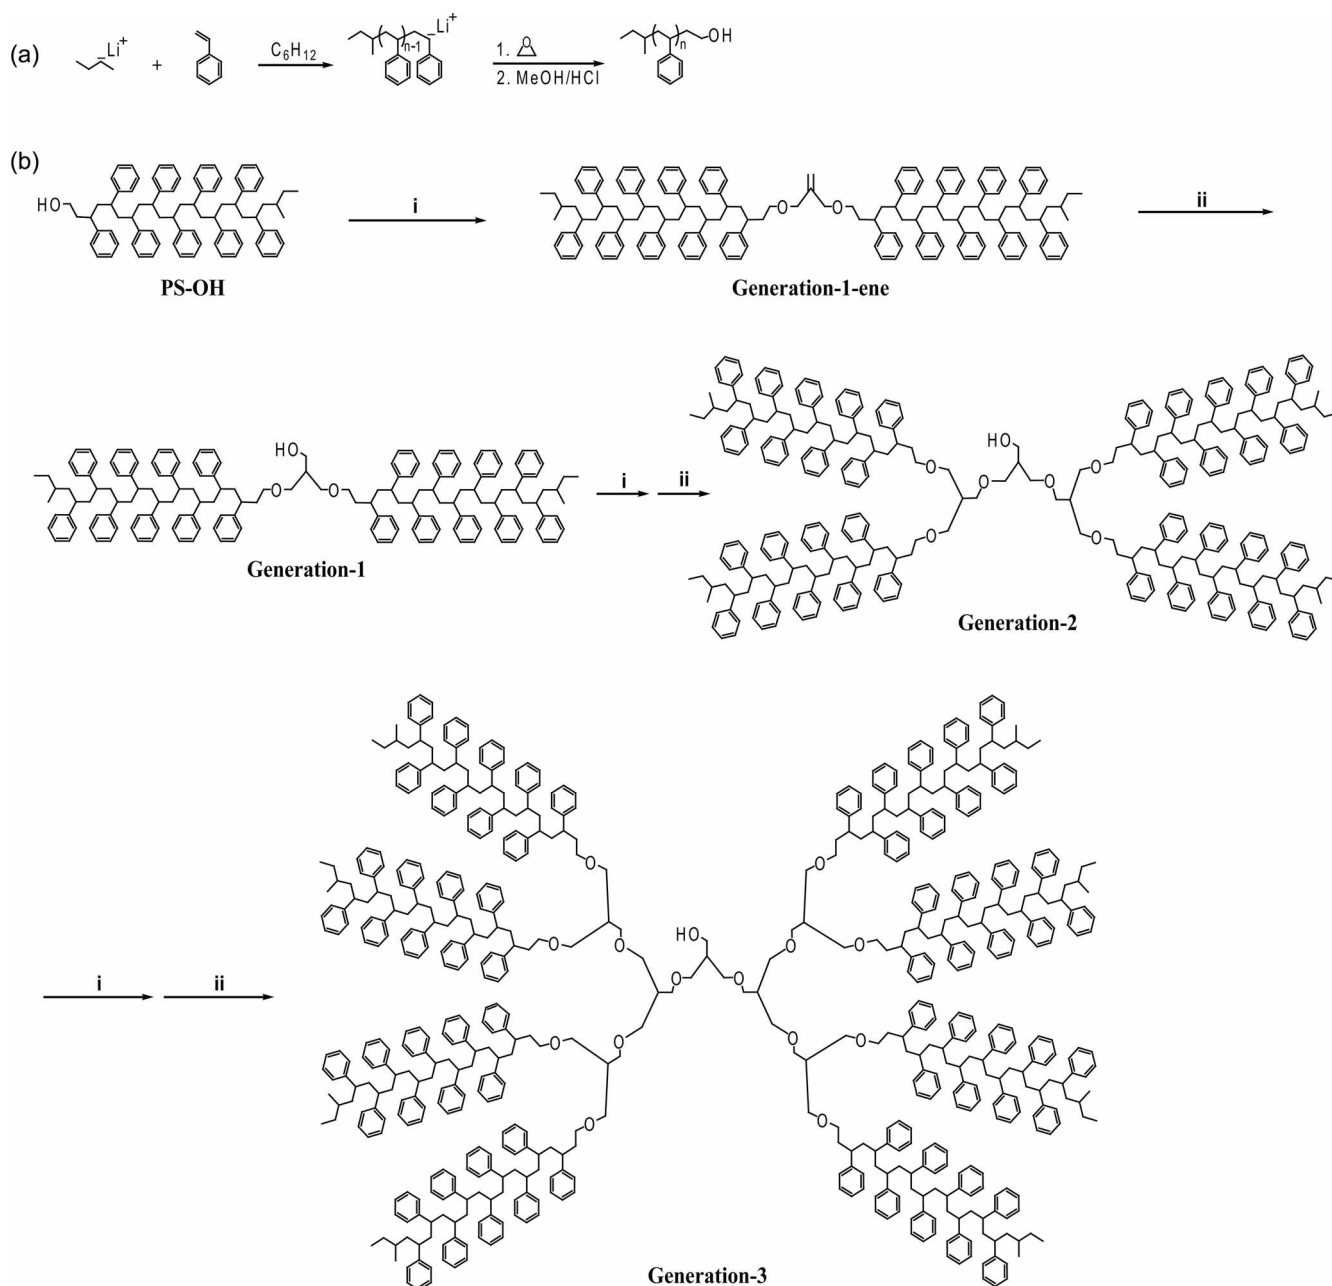 (a)
Li+
+
C6H12
n-1
Li+
1. O
2. MeOH/HCl
n
OH
(b)
HO
i
O
O
ii
PS-OH
Generation-1-ene
HO
O
O
i
ii
Generation-1
HO
O
O
O
O
O
O
Generation-2
i
ii
HO
O
O
O
O
O
O
O
O
O
O
O
O
O
O
Generation-3